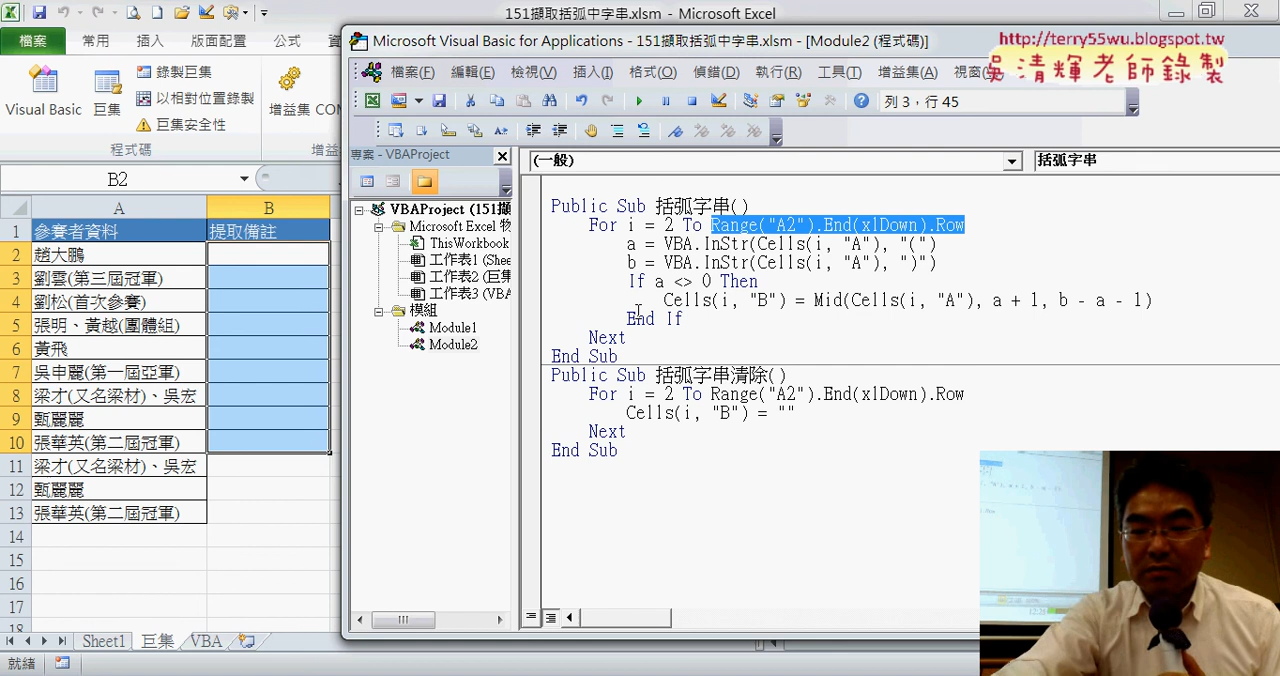 151擷取括弧中字串.xlsm - Microsoft Excel
檔案 常用 插入 版面配置 公式
Visual Basic 巨集 錄製巨集 以相對位置錄製 巨集安全性 增益集 COM
程式碼 增益
B2
A B
1 參賽者資料 提取備註
2 趙大鵬
3 劉雲(第三屆冠軍)
4 劉松(首次參賽)
5 張明、黃越(團體組)
6 黃飛
7 吳申麗(第一屆亞軍)
8 梁才(又名梁材)、吳宏
9 甄麗麗
10 張華英(第二屆冠軍)
11 梁才(又名梁材)、吳宏
12 甄麗麗
13 張華英(第二屆冠軍)
14
15
16
17
18
Sheet1 巨集 VBA
就緒
Microsoft Visual Basic for Applications - 151擷取括弧中字串.xlsm - [Module2 (程式碼)]
http://terry55wu.blogspot.tw
吳清輝老師錄製
檔案(F) 編輯(E) 檢視(V) 插入(I) 格式(O) 偵錯(D) 執行(R) 工具(T) 增益集(A) 視窗
列 3，行 45
專案 - VBAProject
VBAProject (151擷
Microsoft Excel 物
ThisWorkbook
工作表1 (Shee
工作表2 (巨集
工作表3 (VBA
模組
Module1
Module2
(一般) 括弧字串
Public Sub 括弧字串()
For i = 2 To Range("A2").End(xlDown).Row
a = VBA.InStr(Cells(i, "A"), "(")
b = VBA.InStr(Cells(i, "A"), ")")
If a <> 0 Then
Cells(i, "B") = Mid(Cells(i, "A"), a + 1, b - a - 1)
End If
Next
End Sub
Public Sub 括弧字串清除()
For i = 2 To Range("A2").End(xlDown).Row
Cells(i, "B") = ""
Next
End Sub